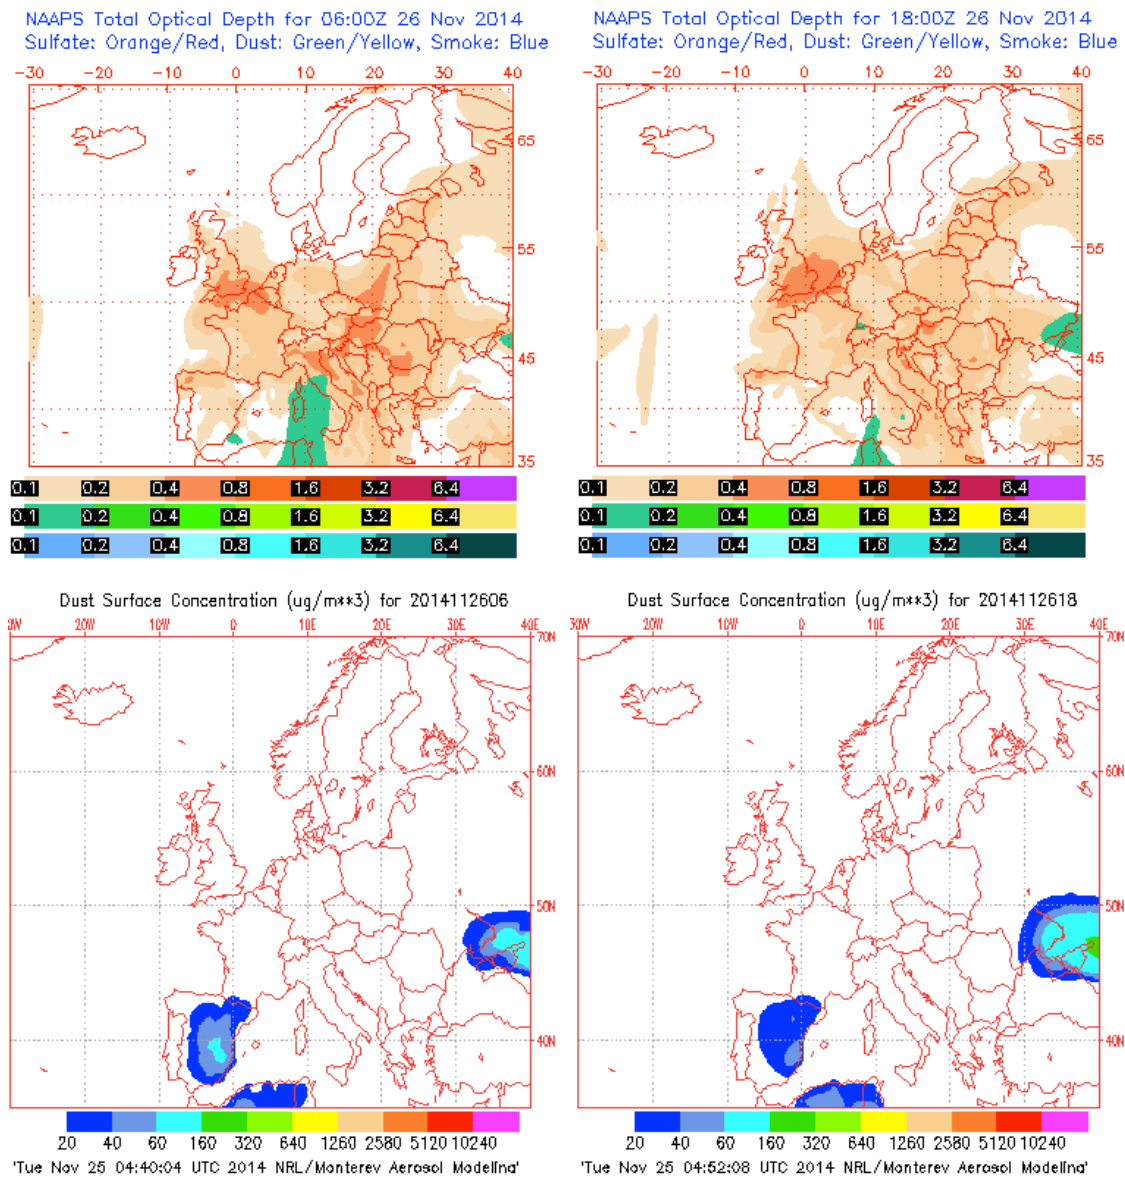 NAAPS Total Optical Depth for 06:00Z 26 Nov 2014
Sulfate: Orange/Red, Dust: Green/Yellow, Smoke: Blue
-30 -20 -10 0 10 20 30 40
65
55
45
35
0.1 0.2 0.4 0.8 1.6 3.2 6.4
0.1 0.2 0.4 0.8 1.6 3.2 6.4
0.1 0.2 0.4 0.8 1.6 3.2 6.4
NAAPS Total Optical Depth for 18:00Z 26 Nov 2014
Sulfate: Orange/Red, Dust: Green/Yellow, Smoke: Blue
-30 -20 -10 0 10 20 30 40
65
55
45
35
0.1 0.2 0.4 0.8 1.6 3.2 6.4
0.1 0.2 0.4 0.8 1.6 3.2 6.4
0.1 0.2 0.4 0.8 1.6 3.2 6.4
Dust Surface Concentration (ug/m**3) for 2014112606
0W 20W 10W 0 10E 20E 30E 40E
70N
60N
50N
40N
20 40 60 160 320 640 1260 2580 5120 10240
'Tue Nov 25 04:40:04 UTC 2014 NRL/Monterey Aerosol Modeling'
Dust Surface Concentration (ug/m**3) for 2014112618
0W 20W 10W 0 10E 20E 30E 40E
70N
60N
50N
40N
20 40 60 160 320 640 1260 2580 5120 10240
'Tue Nov 25 04:52:08 UTC 2014 NRL/Monterey Aerosol Modeling'